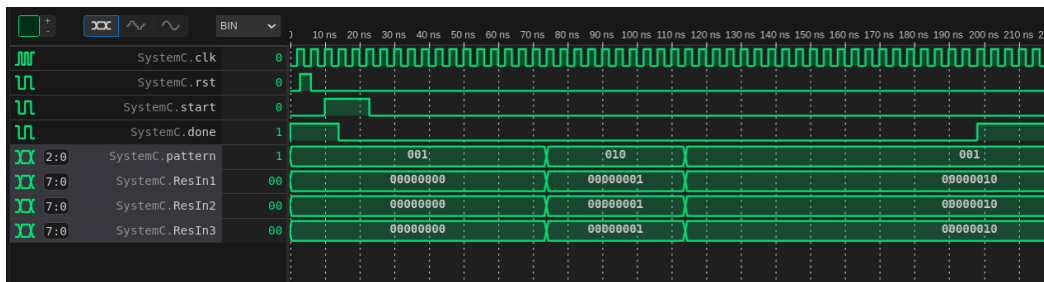 +
-
BIN
) 10 ns 20 ns 30 ns 40 ns 50 ns 60 ns 70 ns 80 ns 90 ns 100 ns 110 ns 120 ns 130 ns 140 ns 150 ns 160 ns 170 ns 180 ns 190 ns 200 ns 210 ns 2
SystemC.clk 0
SystemC.rst 0
SystemC.start 0
SystemC.done 1
2:0 SystemC.pattern 1 001 010 001
7:0 SystemC.ResIn1 00 00000000 00000001 00000010
7:0 SystemC.ResIn2 00 00000000 00000001 00000010
7:0 SystemC.ResIn3 00 00000000 00000001 00000010